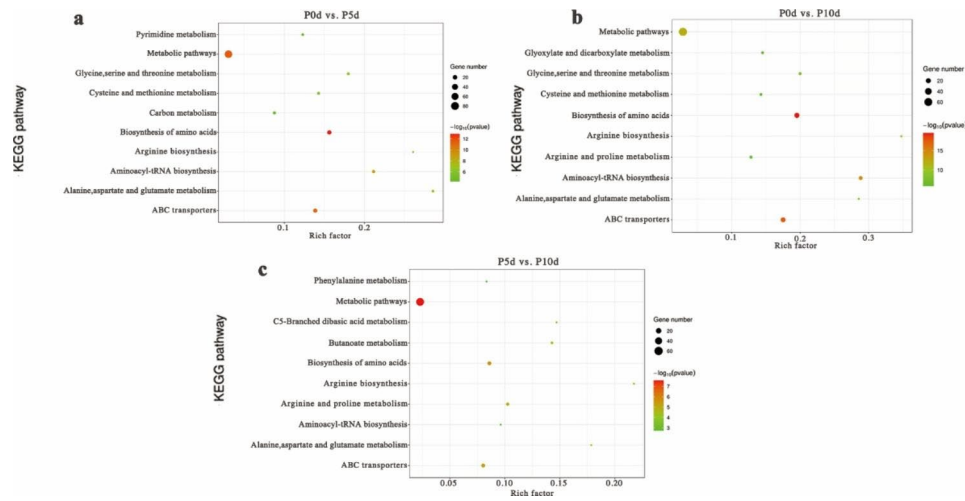 a
P0d vs. P5d
KEGG pathway
Pyrimidine metabolism
Metabolic pathways
Glycine,serine and threonine metabolism
Cysteine and methionine metabolism
Carbon metabolism
Biosynthesis of amino acids
Arginine biosynthesis
Aminoacyl-tRNA biosynthesis
Alanine,aspartate and glutamate metabolism
ABC transporters
0.1 0.2
Rich factor
Gene number
20
40
60
80
−log₁₀(pvalue)
12
10
8
6
b
P0d vs. P10d
KEGG pathway
Metabolic pathways
Glyoxylate and dicarboxylate metabolism
Glycine,serine and threonine metabolism
Cysteine and methionine metabolism
Biosynthesis of amino acids
Arginine biosynthesis
Arginine and proline metabolism
Aminoacyl-tRNA biosynthesis
Alanine,aspartate and glutamate metabolism
ABC transporters
0.1 0.2 0.3
Rich factor
Gene number
20
40
60
−log₁₀(pvalue)
15
10
c
P5d vs. P10d
KEGG pathway
Phenylalanine metabolism
Metabolic pathways
C5-Branched dibasic acid metabolism
Butanoate metabolism
Biosynthesis of amino acids
Arginine biosynthesis
Arginine and proline metabolism
Aminoacyl-tRNA biosynthesis
Alanine,aspartate and glutamate metabolism
ABC transporters
0.05 0.10 0.15 0.20
Rich factor
Gene number
20
40
60
−log₁₀(pvalue)
7
6
5
4
3